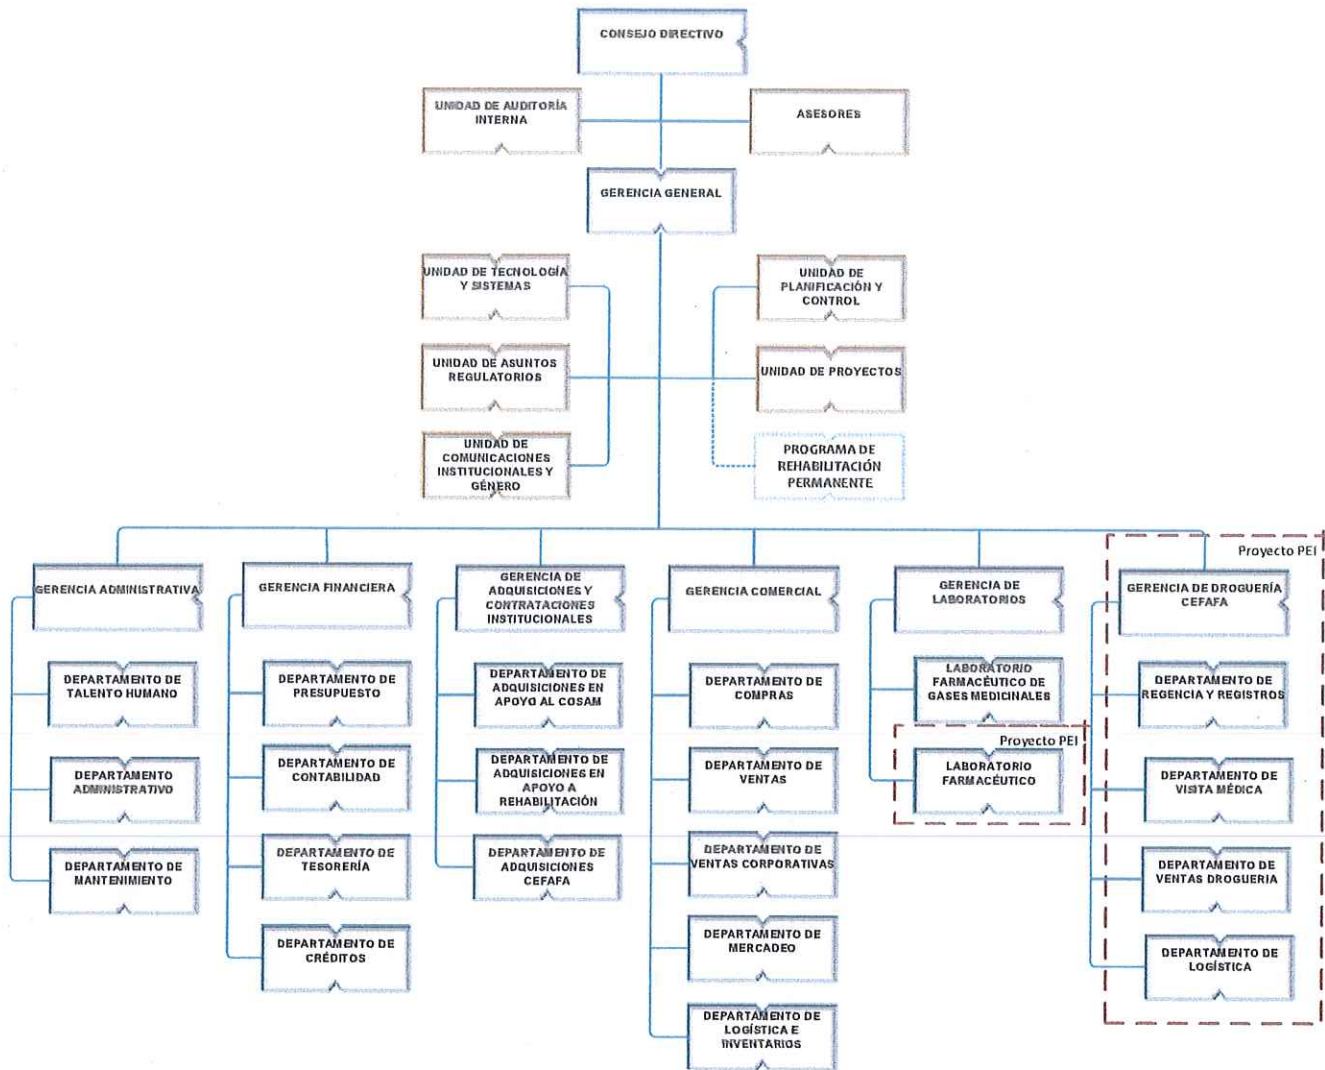 CONSEJO DIRECTIVO
UNIDAD DE AUDITORÍA
INTERNA
ASESORES
GERENCIA GENERAL
UNIDAD DE TECNOLOGÍA
Y SISTEMAS
UNIDAD DE
PLANIFICACIÓN Y
CONTROL
UNIDAD DE ASUNTOS
REGULATORIOS
UNIDAD DE PROYECTOS
UNIDAD DE
COMUNICACIONES
INSTITUCIONALES Y
GÉNERO
PROGRAMA DE
REHABILITACIÓN
PERMANENTE
GERENCIA ADMINISTRATIVA
DEPARTAMENTO DE
TALENTO HUMANO
DEPARTAMENTO
ADMINISTRATIVO
DEPARTAMENTO DE
MANTENIMIENTO
GERENCIA FINANCIERA
DEPARTAMENTO DE
PRESUPUESTO
DEPARTAMENTO DE
CONTABILIDAD
DEPARTAMENTO DE
TESORERÍA
DEPARTAMENTO DE
CRÉDITOS
GERENCIA DE
ADQUISICIONES Y
CONTRATACIONES
INSTITUCIONALES
DEPARTAMENTO DE
ADQUISICIONES EN
APOYO AL COSAM
DEPARTAMENTO DE
ADQUISICIONES EN
APOYO A
REHABILITACIÓN
DEPARTAMENTO DE
ADQUISICIONES
CEFAFA
GERENCIA COMERCIAL
DEPARTAMENTO DE
COMPRAS
DEPARTAMENTO DE
VENTAS
DEPARTAMENTO DE
VENTAS CORPORATIVAS
DEPARTAMENTO DE
MERCADEO
DEPARTAMENTO DE
LOGÍSTICA E
INVENTARIOS
GERENCIA DE
LABORATORIOS
LABORATORIO
FARMACÉUTICO DE
GASES MEDICINALES
Proyecto PEI
LABORATORIO
FARMACÉUTICO
Proyecto PEI
GERENCIA DE DROGUERÍA
CEFAFA
DEPARTAMENTO DE
REGENCIA Y REGISTROS
DEPARTAMENTO DE
VISITA MÉDICA
DEPARTAMENTO DE
VENTAS DROGUERIA
DEPARTAMENTO DE
LOGÍSTICA